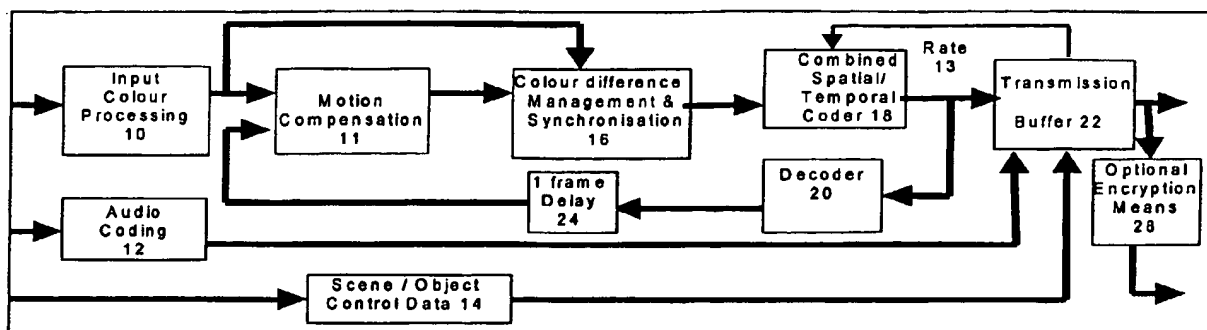 Input
Colour
Processing
10
Motion
Compensation
11
Colour difference
Management &
Synchronisation
16
Combined
Spatial/
Temporal
Coder 18
Rate
13
Transmission
Buffer 22
1 frame
Delay
24
Decoder
20
Optional
Encryption
Means
28
Audio
Coding
12
Scene / Object
Control Data 14